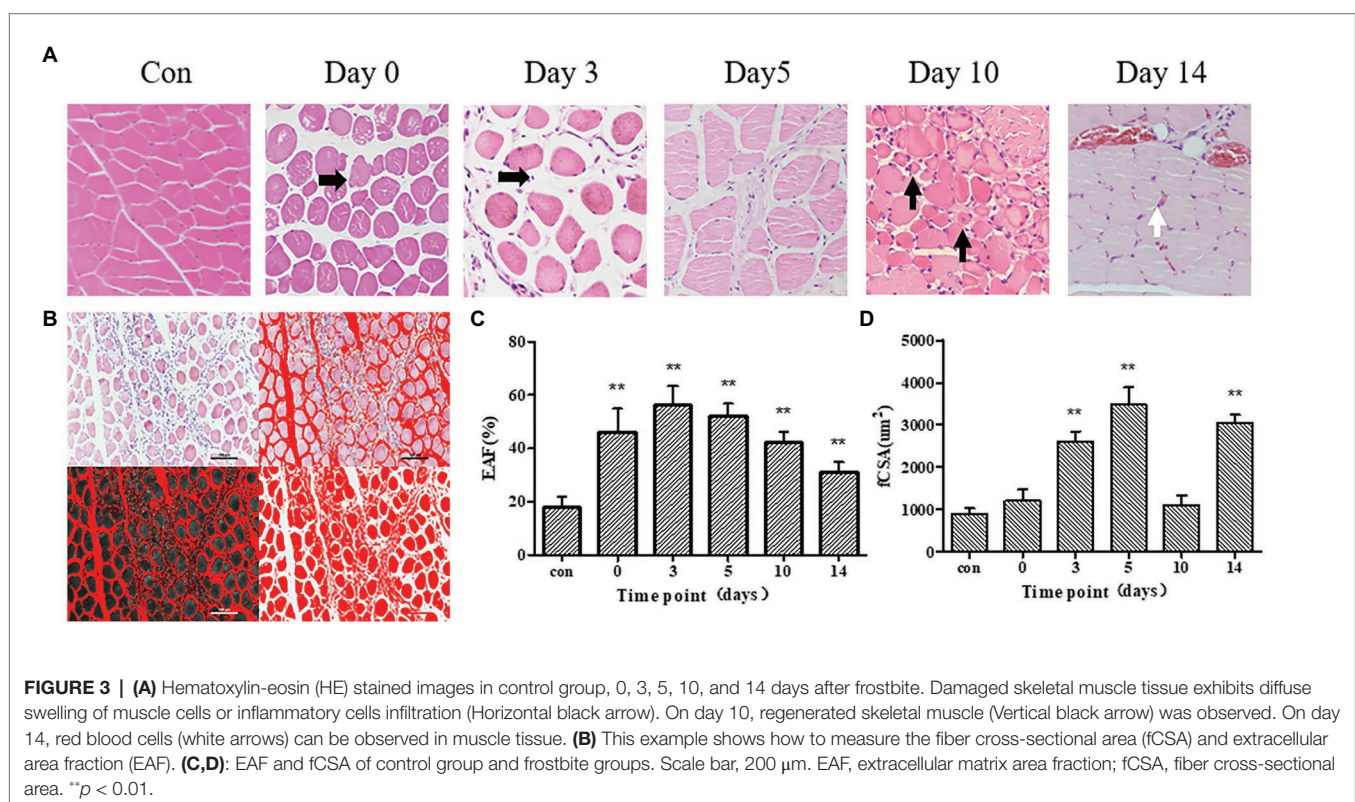 A
Con Day 0 Day 3 Day5 Day 10 Day 14
B
C
80
60
40
20
0
EAF(%)
** ** ** ** **
con 0 3 5 10 14
Time point (days)
D
5000
4000
3000
2000
1000
0
fCSA(um²)
** ** **
con 0 3 5 10 14
Time point (days)
FIGURE 3 | (A) Hematoxylin-eosin (HE) stained images in control group, 0, 3, 5, 10, and 14 days after frostbite. Damaged skeletal muscle tissue exhibits diffuse
swelling of muscle cells or inflammatory cells infiltration (Horizontal black arrow). On day 10, regenerated skeletal muscle (Vertical black arrow) was observed. On day
14, red blood cells (white arrows) can be observed in muscle tissue. (B) This example shows how to measure the fiber cross-sectional area (fCSA) and extracellular
area fraction (EAF). (C,D): EAF and fCSA of control group and frostbite groups. Scale bar, 200 μm. EAF, extracellular matrix area fraction; fCSA, fiber cross-sectional
area. **p < 0.01.